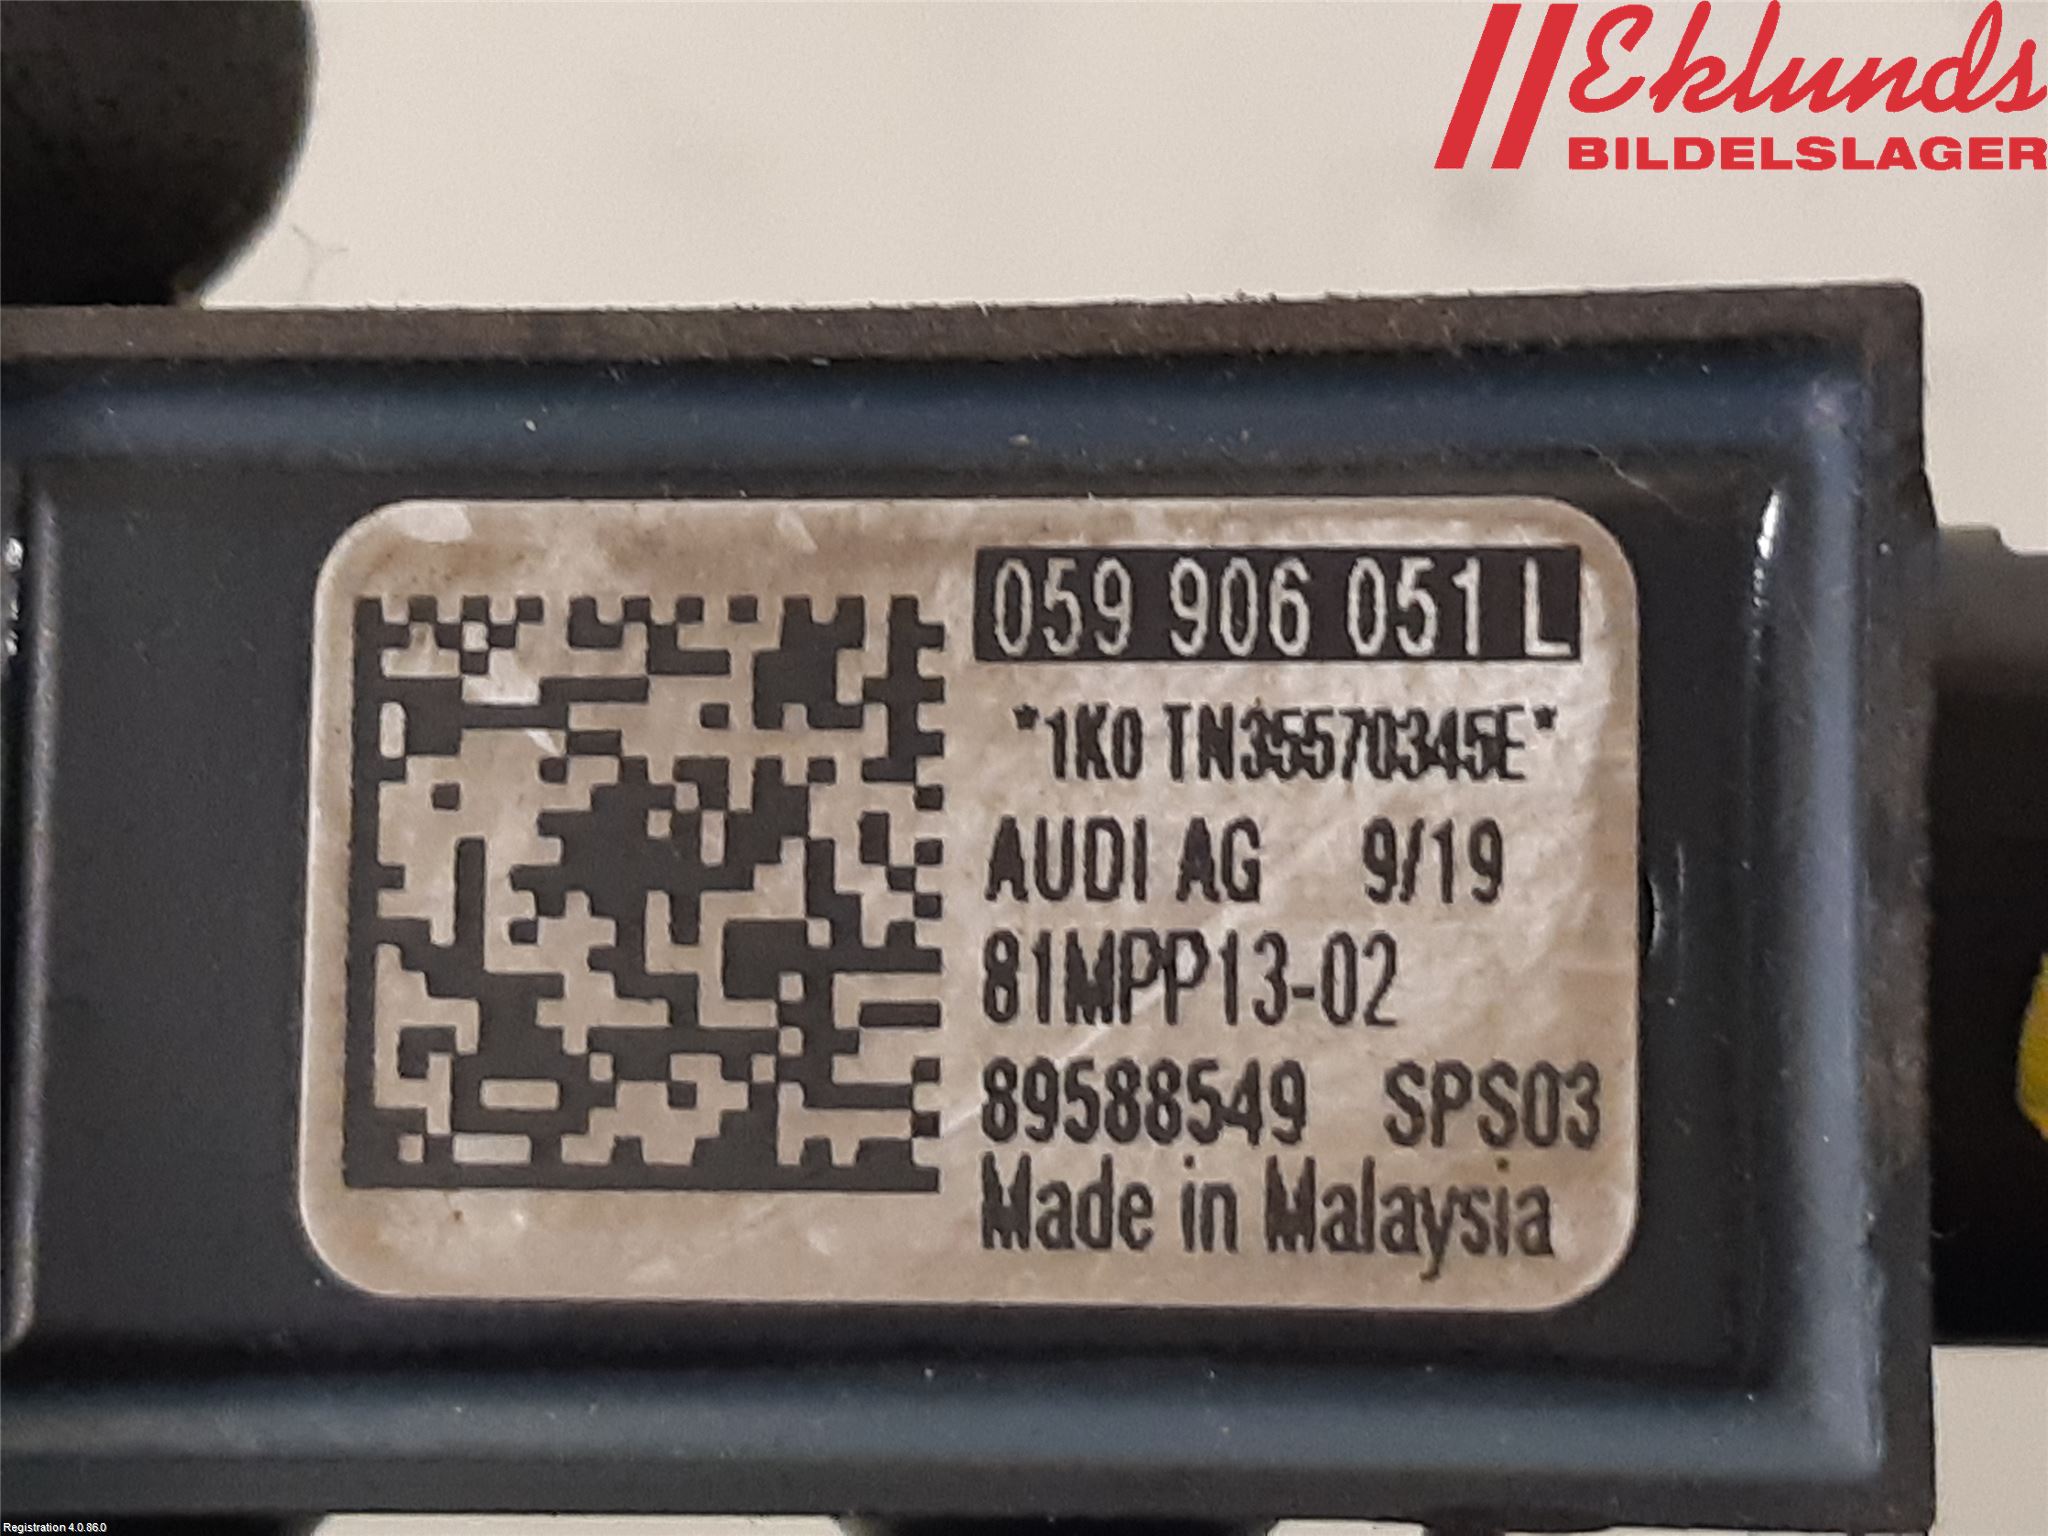 Eklunds
BILDELSLAGER
059 906 051 L
*1K0 TN35570345E*
AUDI AG 9/19
81MPP13-02
89588549 SPS03
Made in Malaysia
Registration 4.0.86.0